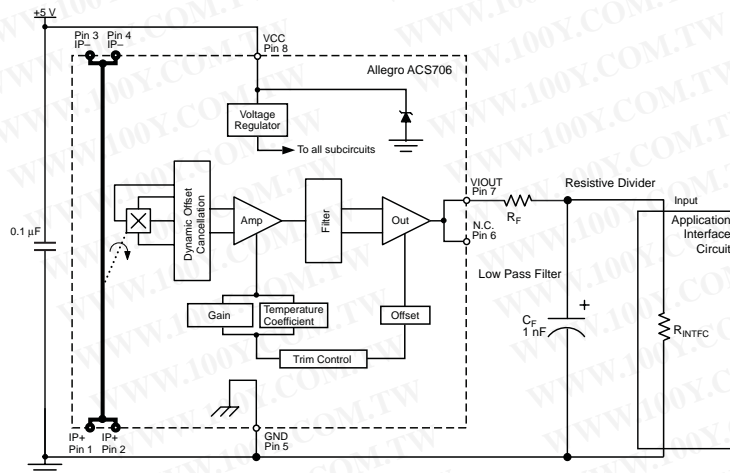 +5 V
Pin 3 Pin 4
IP– IP–
VCC
Pin 8
Allegro ACS706
Voltage
Regulator
To all subcircuits
Dynamic Offset
Cancellation
Amp
Filter
Out
VIOUT
Pin 7
N.C.
Pin 6
RF
Resistive Divider
Input
Application
Interface
Circuit
0.1 µF
Low Pass Filter
Gain
Temperature
Coefficient
Offset
Trim Control
CF
1 nF
+
RINTFC
IP+ IP+
Pin 1 Pin 2
GND
Pin 5
WWW.100Y.COM.TW